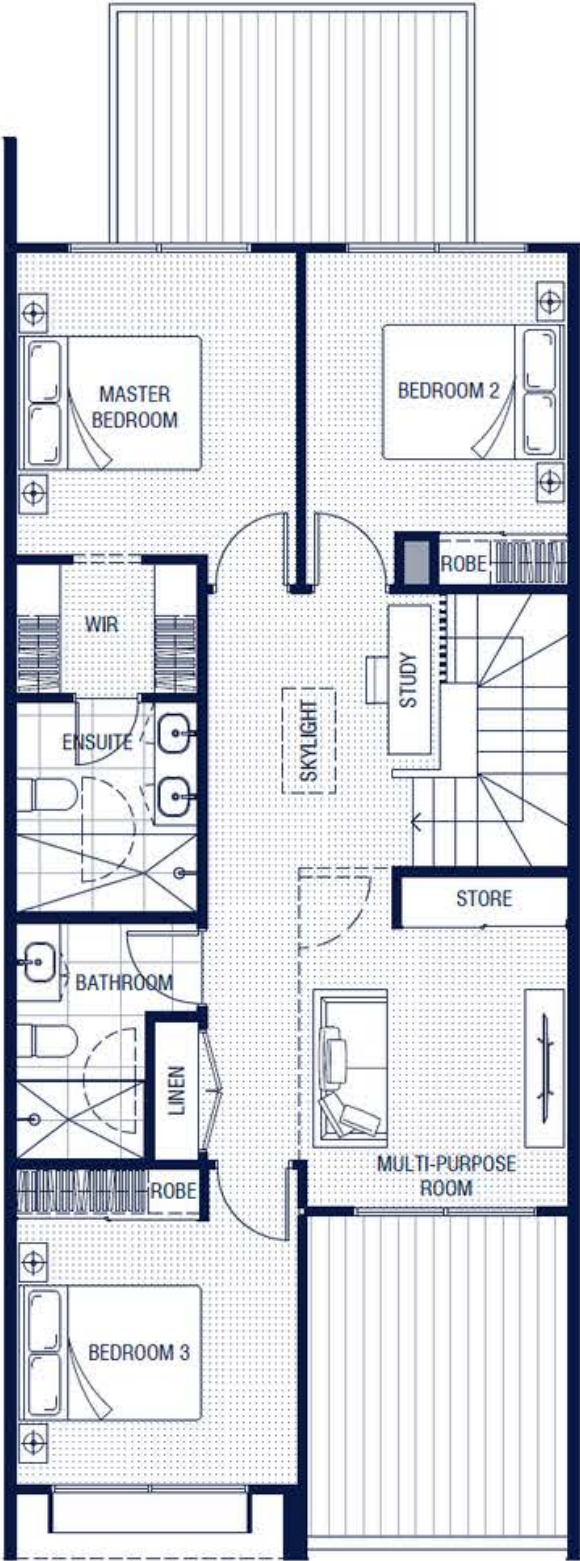 MASTER
BEDROOM
BEDROOM 2
ROBE
WIR
STUDY
ENSUITE
SKYLIGHT
STORE
BATHROOM
LINEN
MULTI-PURPOSE
ROOM
ROBE
BEDROOM 3